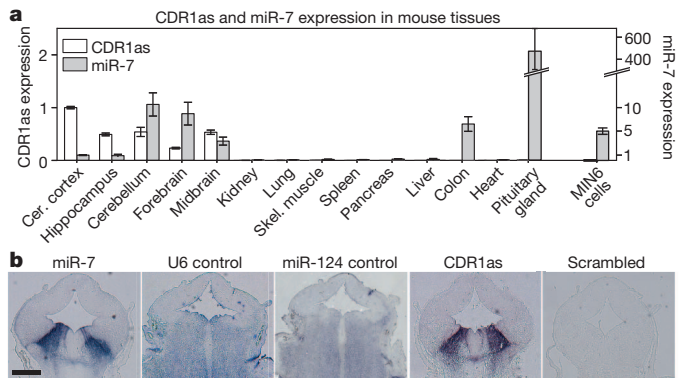 a
CDR1as and miR-7 expression in mouse tissues
CDR1as expression
2
1
0
CDR1as
miR-7
600
400
10
5
1
miR-7 expression
Cer. cortex
Hippocampus
Cerebellum
Forebrain
Midbrain
Kidney
Lung
Skel. muscle
Spleen
Pancreas
Liver
Colon
Heart
Pituitary
gland
MIN6
cells
b
miR-7
U6 control
miR-124 control
CDR1as
Scrambled